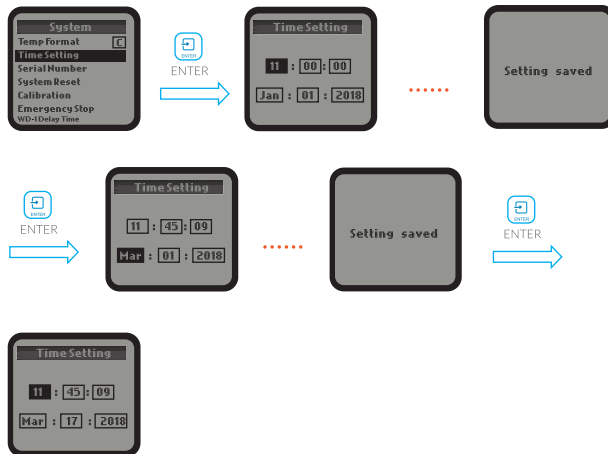 System
Temp Format C
Time Setting
Serial Number
System Reset
Calibration
Emergency Stop
WD-1 Delay Time
ENTER
ENTER
Time Setting
11 : 00 : 00
Jan : 01 : 2018
......
Setting saved
ENTER
ENTER
Time Setting
11 : 45 : 09
Mar : 01 : 2018
......
Setting saved
ENTER
ENTER
Time Setting
11 : 45 : 09
Mar : 17 : 2018